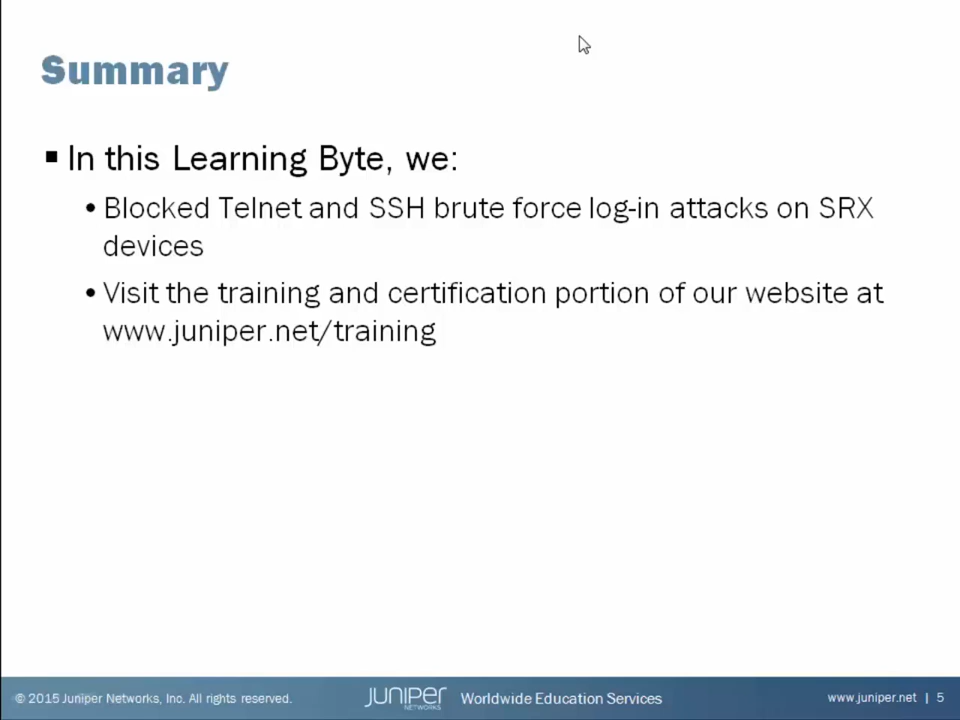 Summary
▪ In this Learning Byte, we:
• Blocked Telnet and SSH brute force log-in attacks on SRX
devices
• Visit the training and certification portion of our website at
www.juniper.net/training
© 2015 Juniper Networks, Inc. All rights reserved.
JUNIPER
NETWORKS
Worldwide Education Services
www.juniper.net | 5